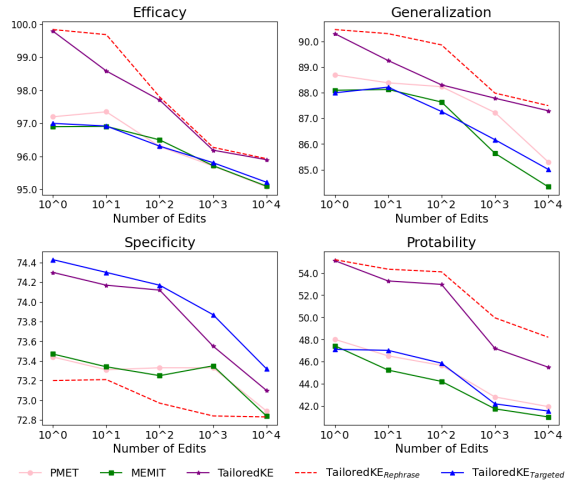 Efficacy
Generalization
100.0
99.0
98.0
97.0
96.0
95.0
90.0
89.0
88.0
87.0
86.0
85.0
10^0 10^1 10^2 10^3 10^4
10^0 10^1 10^2 10^3 10^4
Number of Edits
Number of Edits
Specificity
Protability
74.4
74.2
74.0
73.8
73.6
73.4
73.2
73.0
72.8
54.0
52.0
50.0
48.0
46.0
44.0
42.0
10^0 10^1 10^2 10^3 10^4
10^0 10^1 10^2 10^3 10^4
Number of Edits
Number of Edits
PMET MEMIT TailoredKE TailoredKE_Rephrase TailoredKE_Targeted